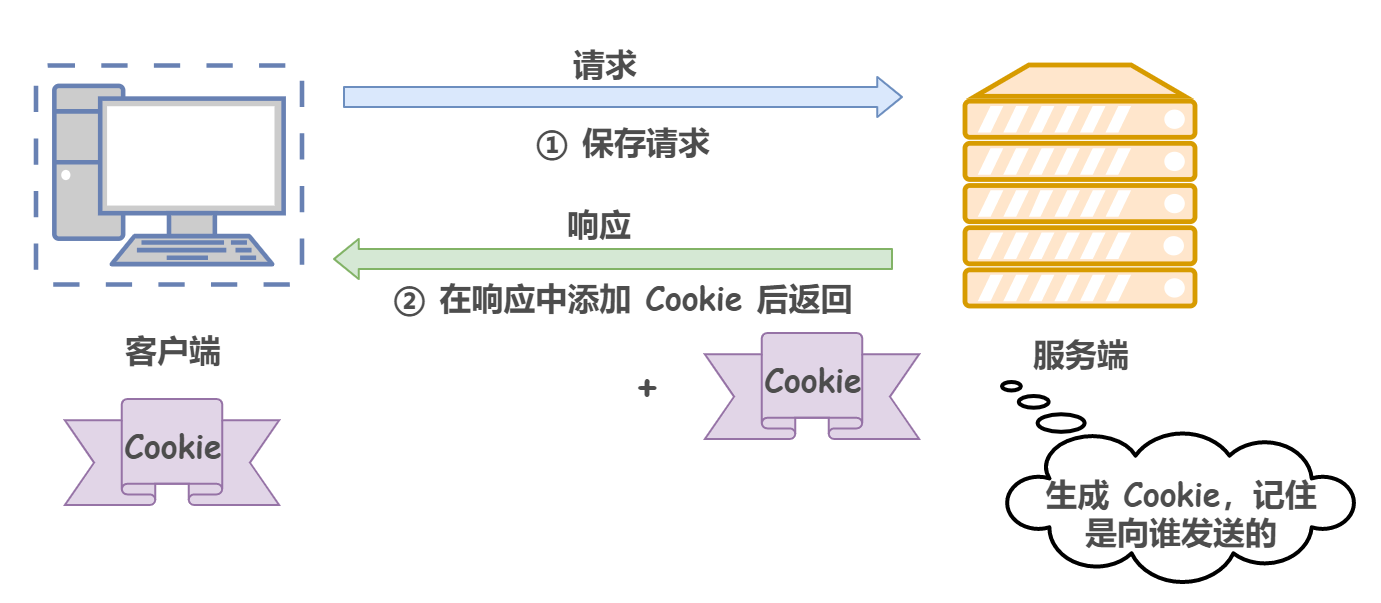 请求
① 保存请求
响应
② 在响应中添加 Cookie 后返回
客户端
服务端
Cookie
+
Cookie
生成 Cookie，记住
是向谁发送的